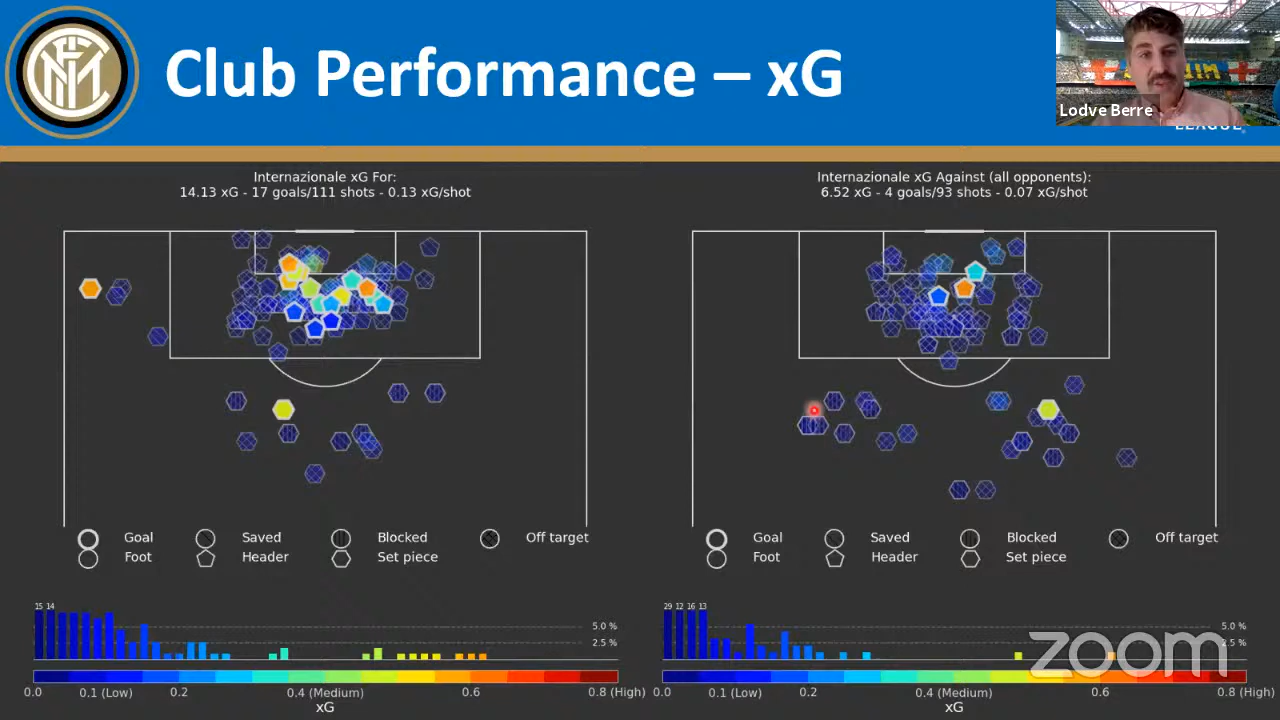 Club Performance – xG
Lodve Berre
LEAGUE
Internazionale xG For:
14.13 xG - 17 goals/111 shots - 0.13 xG/shot
Internazionale xG Against (all opponents):
6.52 xG - 4 goals/93 shots - 0.07 xG/shot
Goal Saved Blocked Off target
Foot Header Set piece
Goal Saved Blocked Off target
Foot Header Set piece
15 14
5.0 %
2.5 %
0.0 0.1 (Low) 0.2 0.4 (Medium) 0.6 0.8 (High)
xG
29 12 16 13
5.0 %
2.5 %
0.0 0.1 (Low) 0.2 0.4 (Medium) 0.6 0.8 (High)
xG
zoom